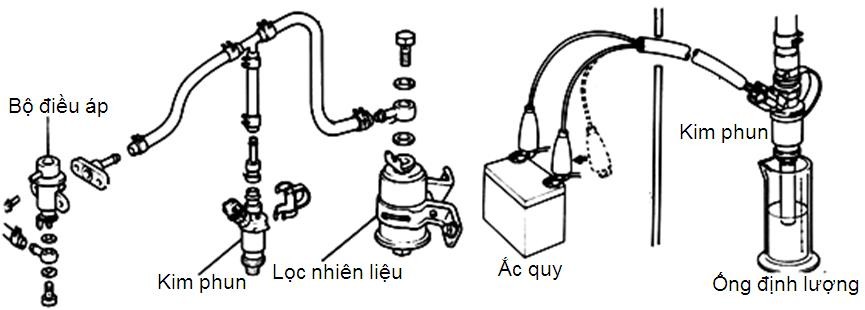 Bộ điều áp
Kim phun
Lọc nhiên liệu
Ắc quy
Kim phun
Ống định lượng